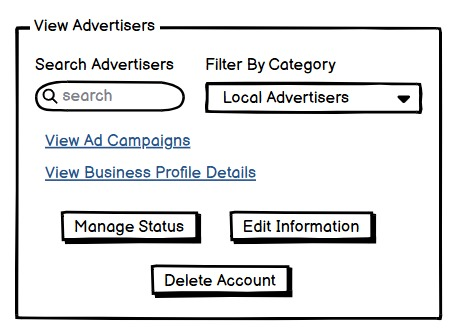 View Advertisers
Search Advertisers
Filter By Category
search
Local Advertisers
View Ad Campaigns
View Business Profile Details
Manage Status
Edit Information
Delete Account